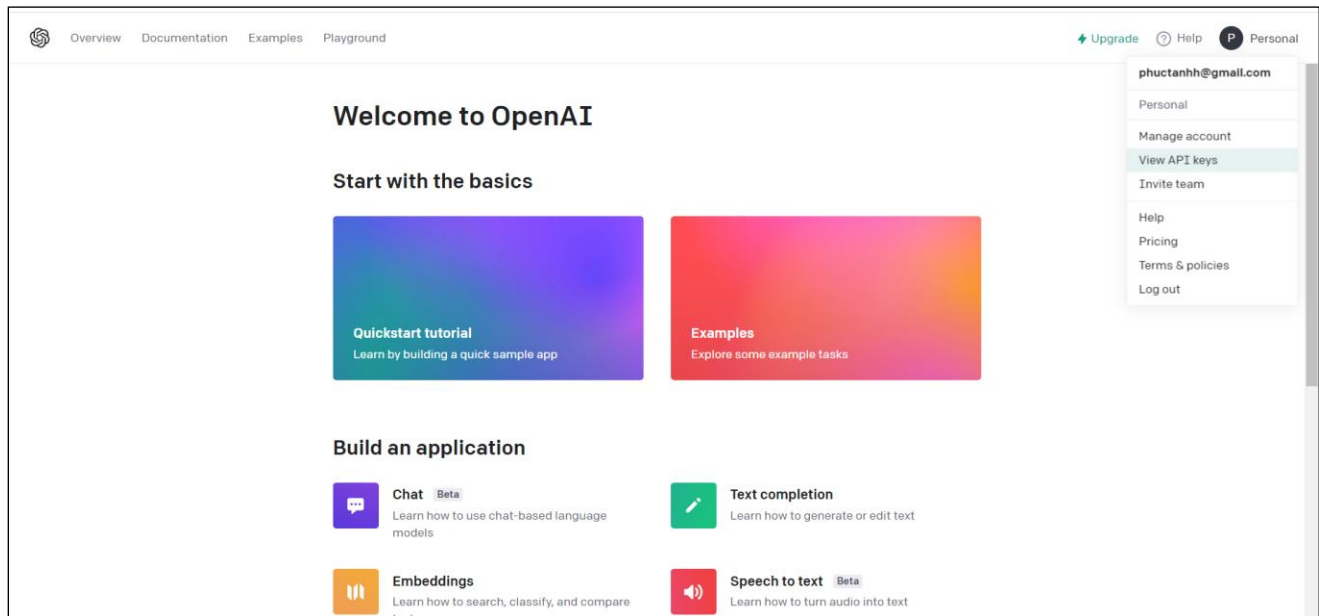 Overview Documentation Examples Playground
Upgrade Help P Personal
phuctanhh@gmail.com
Personal
Manage account
View API keys
Invite team
Help
Pricing
Terms & policies
Log out
Welcome to OpenAI
Start with the basics
Quickstart tutorial
Learn by building a quick sample app
Examples
Explore some example tasks
Build an application
Chat Beta
Learn how to use chat-based language
models
Text completion
Learn how to generate or edit text
Embeddings
Learn how to search, classify, and compare
Speech to text Beta
Learn how to turn audio into text